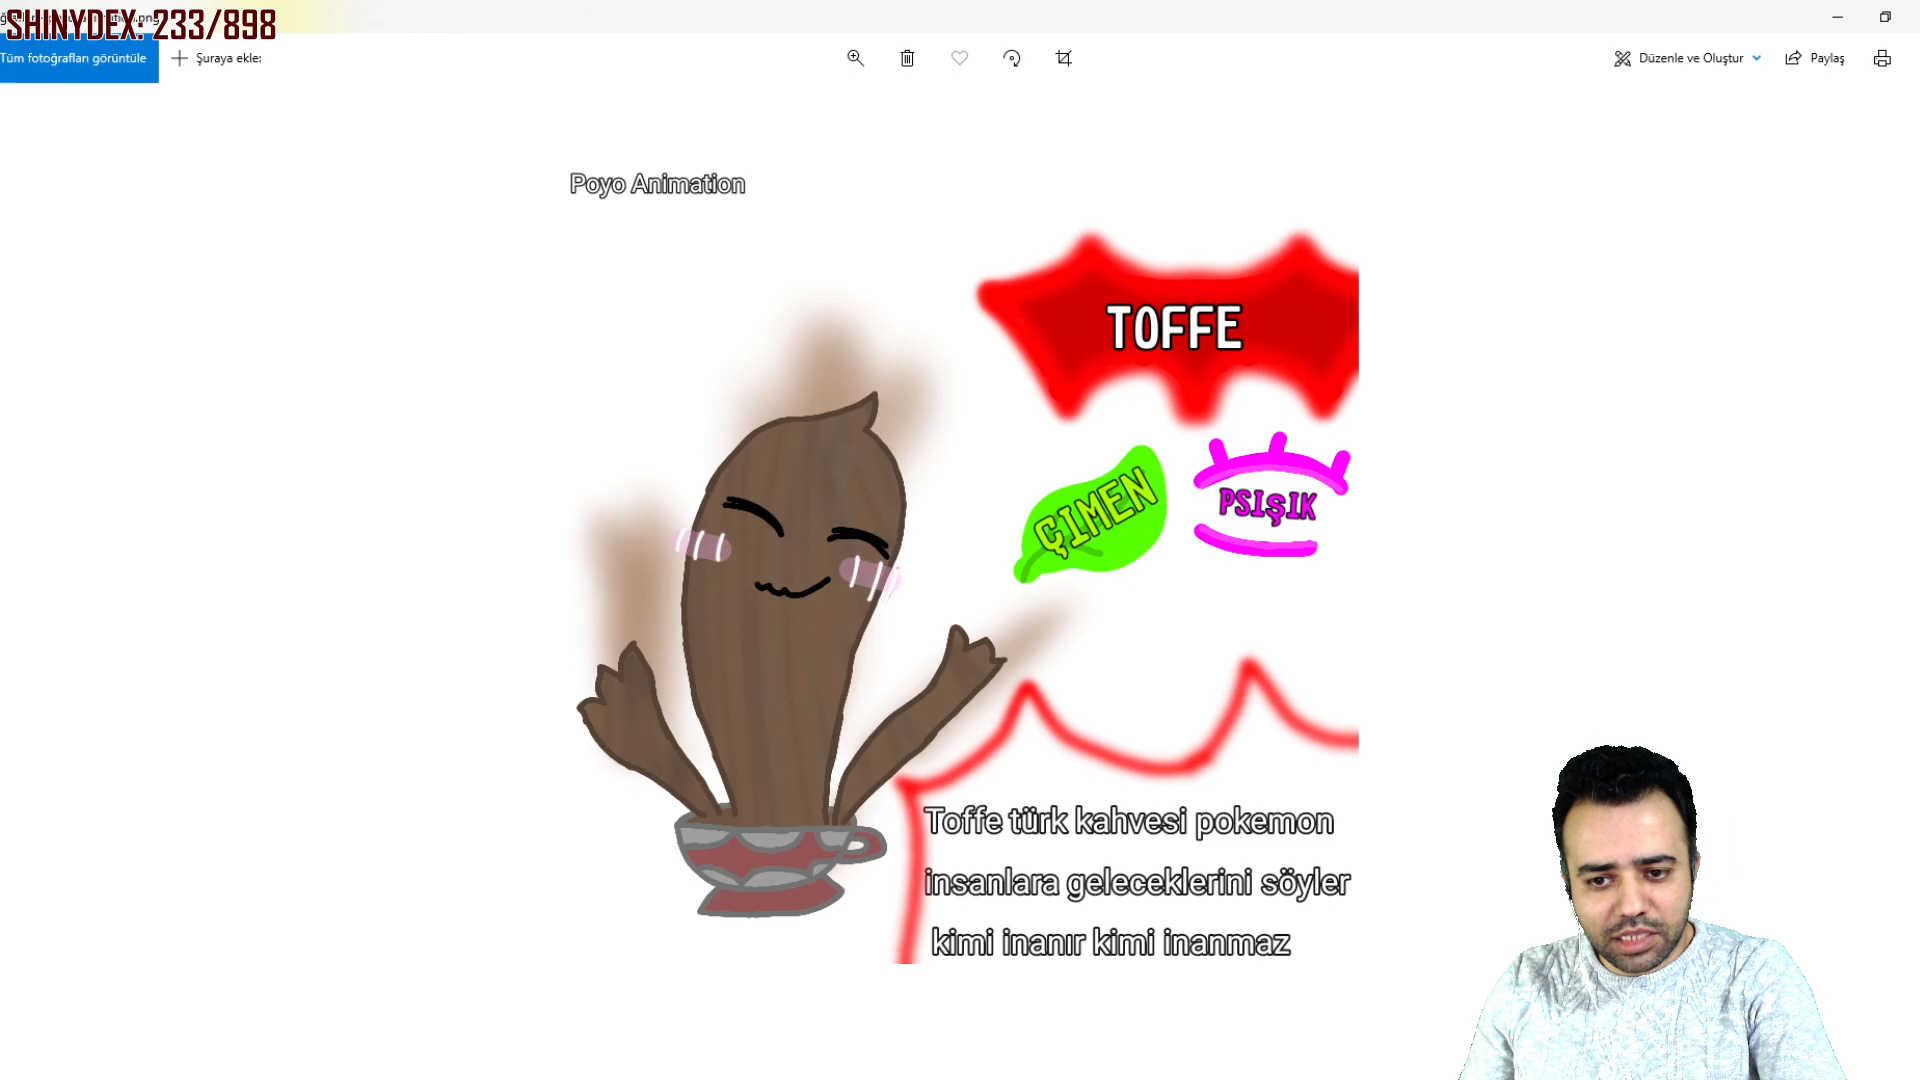 SHINYDEX: 233/898
Tüm fotoğrafları görüntüle
Şuraya ekle:
Düzenle ve Oluştur
Paylaş
Poyo Animation
TOFFE
ÇIMEN
PSIŞIK
Toffe türk kahvesi pokemon
insanlara geleceklerini söyler
kimi inanır kimi inanmaz